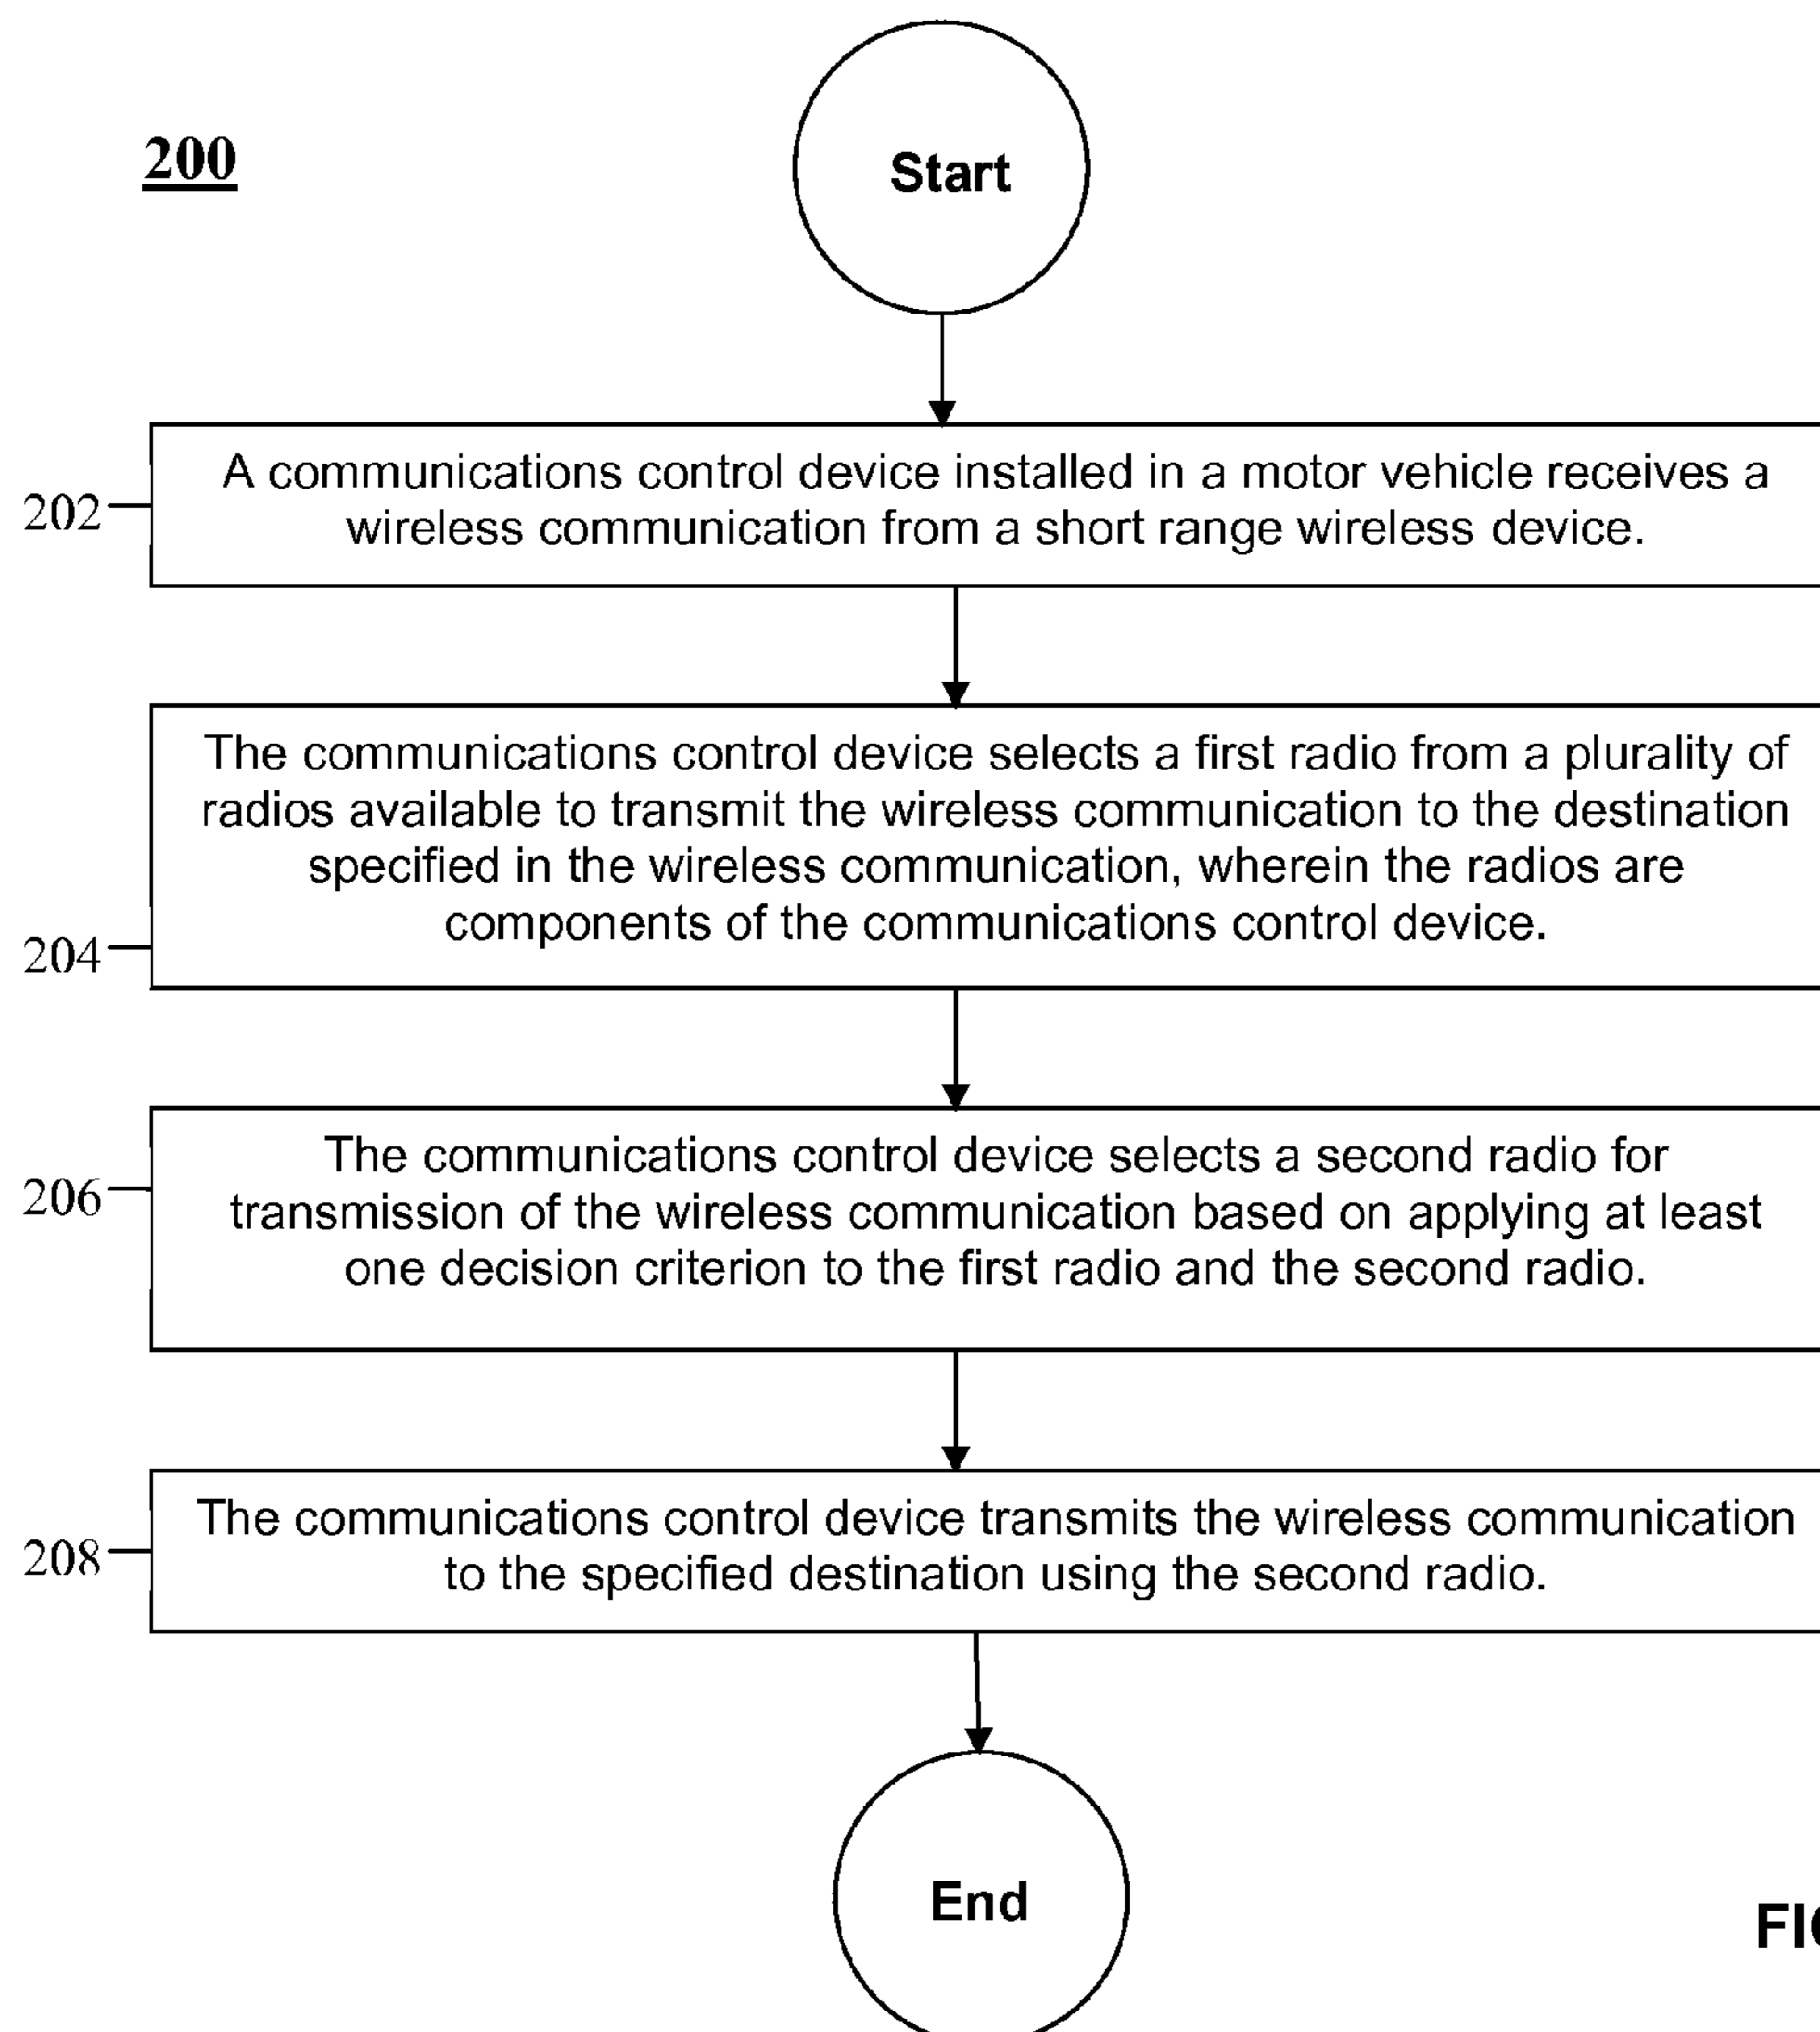 200
Start
A communications control device installed in a motor vehicle receives a
wireless communication from a short range wireless device.
202
The communications control device selects a first radio from a plurality of
radios available to transmit the wireless communication to the destination
specified in the wireless communication, wherein the radios are
components of the communications control device.
204
The communications control device selects a second radio for
transmission of the wireless communication based on applying at least
one decision criterion to the first radio and the second radio.
206
The communications control device transmits the wireless communication
to the specified destination using the second radio.
208
End